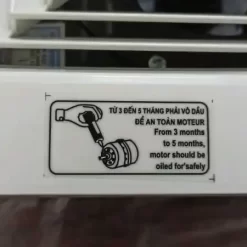 TỪ 3 ĐẾN 5 THÁNG PHẢI VÔ DẦU
ĐỂ AN TOÀN MOTEUR
From 3 months
to 5 months,
motor should be
oiled for'safely